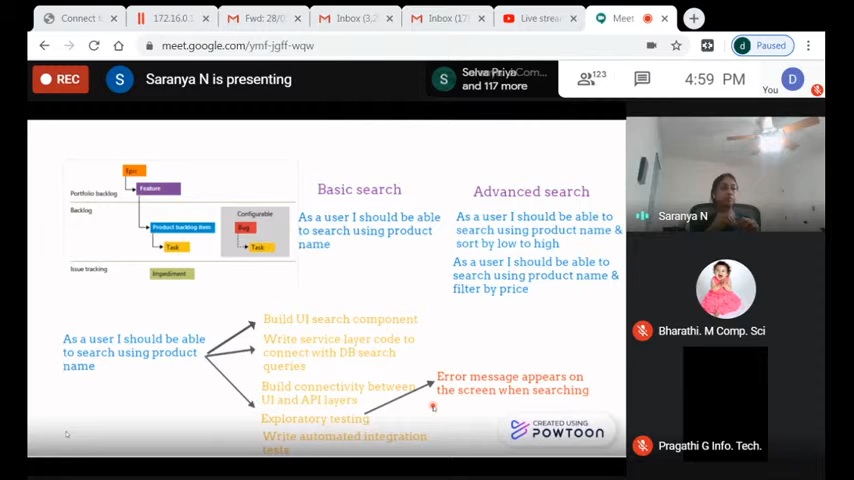 Connect t
172.16.0.1
Fwd: 28/0
Inbox (3,2
Inbox (17)
Live strea
Meet
meet.google.com/ymf-jgff-wqw
d
Paused
REC
S
Saranya N is presenting
S
Selva Priya
and 117 more
123
4:59 PM
You
D
Epic
Portfolio backlog
Feature
Backlog
Configurable
Product backlog item
Bug
Task
Task
Issue tracking
Impediment
Basic search
As a user I should be able
to search using product
name
Advanced search
As a user I should be able to
search using product name &
sort by low to high
As a user I should be able to
search using product name &
filter by price
As a user I should be able
to search using product
name
Build UI search component
Write service layer code to
connect with DB search
queries
Build connectivity between
UI and API layers
Exploratory testing
Write automated integration
tests
Error message appears on
the screen when searching
CREATED USING
POWTOON
Saranya N
Bharathi. M Comp. Sci
Pragathi G Info. Tech.